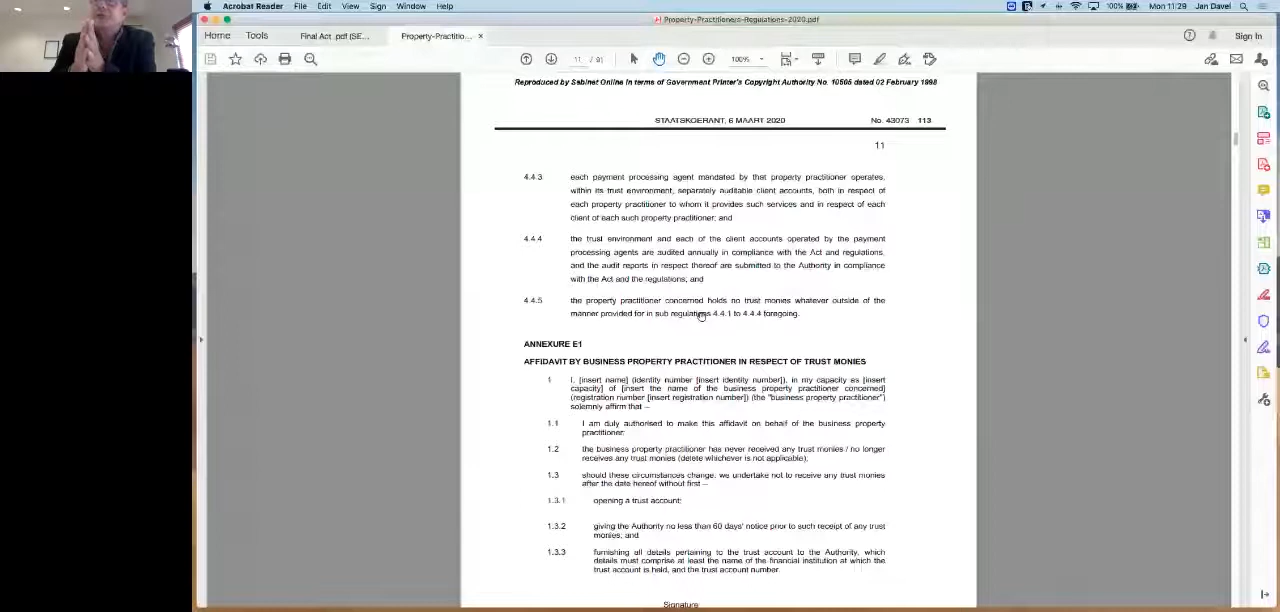 Acrobat Reader File Edit View Sign Window Help 100% Mon 11:29 Jan Davel
Property-Practitioners-Regulations-2020.pdf
Home Tools Final Act .pdf (SE... Property-Practitio... × Sign In
11 / 91 100%
Reproduced by Sabinet Online in terms of Government Printer's Copyright Authority No. 10505 dated 02 February 1998
STAATSKOERANT, 6 MAART 2020 No. 43073 113
11
4.4.3 each payment processing agent mandated by that property practitioner operates,
within its trust environment, separately auditable client accounts, both in respect of
each property practitioner to whom it provides such services and in respect of each
client of each such property practitioner; and
4.4.4 the trust environment and each of the client accounts operated by the payment
processing agents are audited annually in compliance with the Act and regulations,
and the audit reports in respect thereof are submitted to the Authority in compliance
with the Act and the regulations; and
4.4.5 the property practitioner concerned holds no trust monies whatever outside of the
manner provided for in sub regulations 4.4.1 to 4.4.4 foregoing.
ANNEXURE E1
AFFIDAVIT BY BUSINESS PROPERTY PRACTITIONER IN RESPECT OF TRUST MONIES
1 I, [insert name] (identity number [insert identity number]), in my capacity as [insert
capacity] of [insert the name of the business property practitioner concerned]
(registration number [insert registration number]) (the "business property practitioner")
solemnly affirm that –
1.1 I am duly authorised to make this affidavit on behalf of the business property
practitioner;
1.2 the business property practitioner has never received any trust monies / no longer
receives any trust monies (delete whichever is not applicable);
1.3 should these circumstances change, we undertake not to receive any trust monies
after the date hereof without first –
1.3.1 opening a trust account;
1.3.2 giving the Authority no less than 60 days' notice prior to such receipt of any trust
monies; and
1.3.3 furnishing all details pertaining to the trust account to the Authority, which
details must comprise at least the name of the financial institution at which the
trust account is held, and the trust account number.
Signature